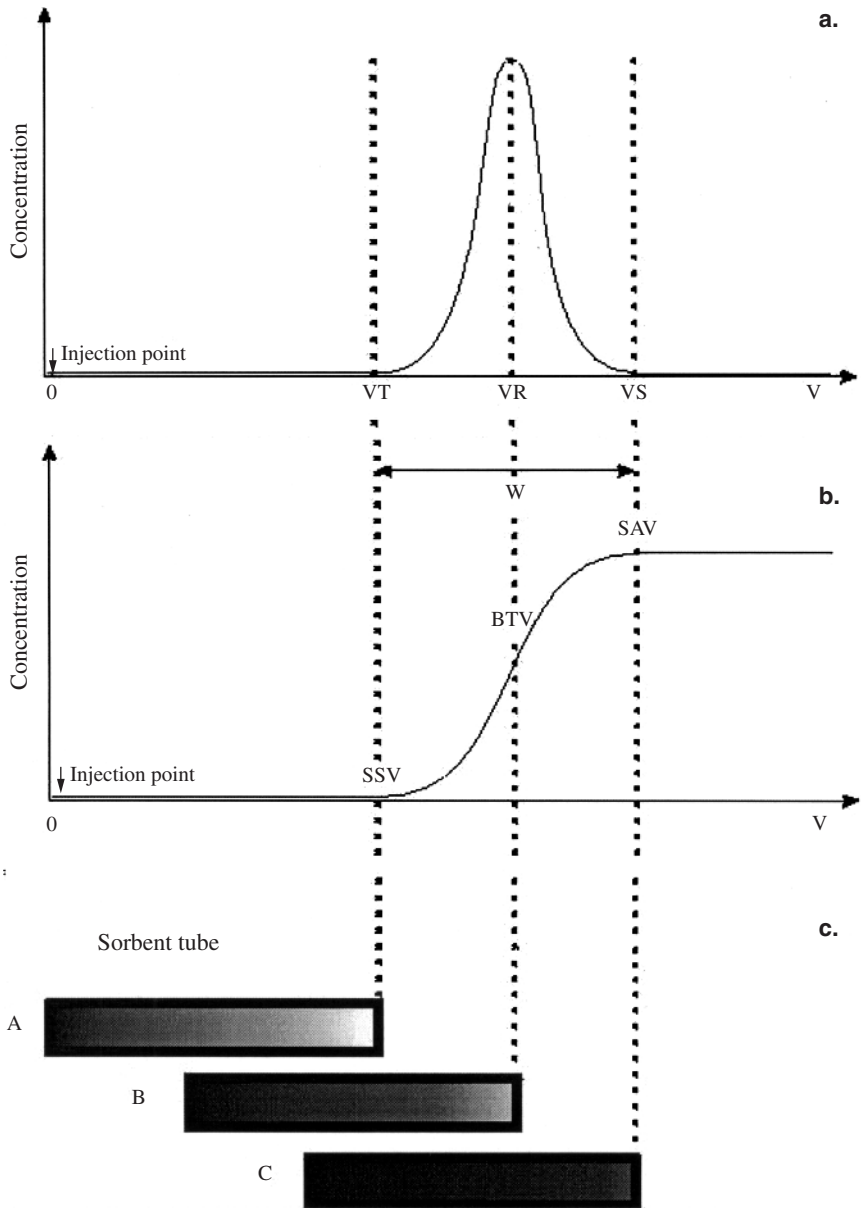 a.
Concentration
Injection point
0 VT VR VS V
W
b.
SAV
BTV
Concentration
Injection point
SSV
0 V
c.
Sorbent tube
A
B
C